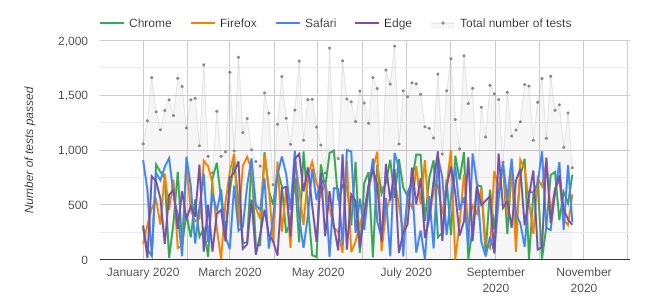 Chrome Firefox Safari Edge Total number of tests
Number of tests passed
2,000
1,500
1,000
500
0
January 2020 March 2020 May 2020 July 2020 September 2020 November 2020